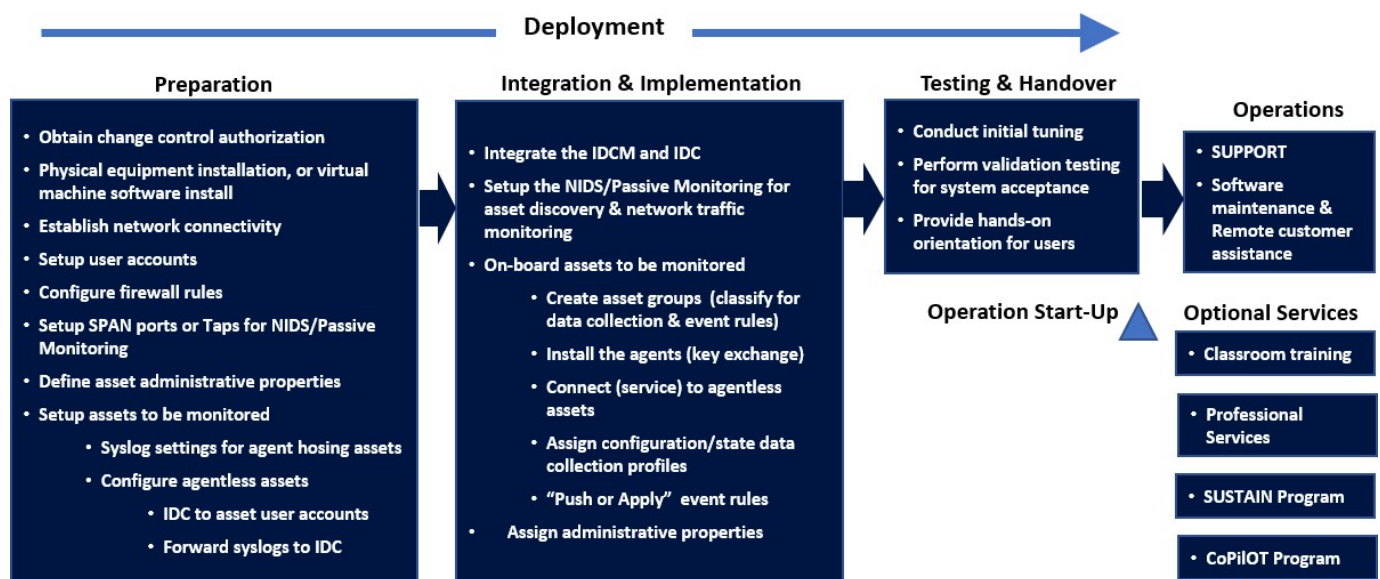 Deployment
Preparation
• Obtain change control authorization
• Physical equipment installation, or virtual
machine software install
• Establish network connectivity
• Setup user accounts
• Configure firewall rules
• Setup SPAN ports or Taps for NIDS/Passive
Monitoring
• Define asset administrative properties
• Setup assets to be monitored
• Syslog settings for agent hosing assets
• Configure agentless assets
• IDC to asset user accounts
• Forward syslogs to IDC
Integration & Implementation
• Integrate the IDCM and IDC
• Setup the NIDS/Passive Monitoring for
asset discovery & network traffic
monitoring
• On-board assets to be monitored
• Create asset groups (classify for
data collection & event rules)
• Install the agents (key exchange)
• Connect (service) to agentless
assets
• Assign configuration/state data
collection profiles
• “Push or Apply” event rules
• Assign administrative properties
Testing & Handover
• Conduct initial tuning
• Perform validation testing
for system acceptance
• Provide hands-on
orientation for users
Operation Start-Up
Operations
• SUPPORT
• Software
maintenance &
Remote customer
assistance
Optional Services
• Classroom training
• Professional
Services
• SUSTAIN Program
• CoPilOT Program